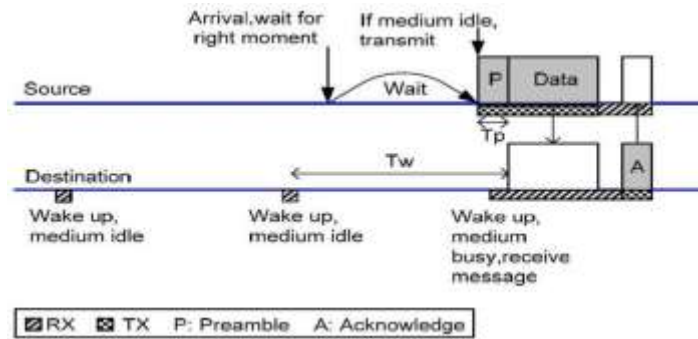 Arrival,wait for
right moment
If medium idle,
transmit
P
Data
Source
Wait
Tp
Tw
Destination
A
Wake up,
medium idle
Wake up,
medium idle
Wake up,
medium
busy,receive
message
RX TX P: Preamble A: Acknowledge